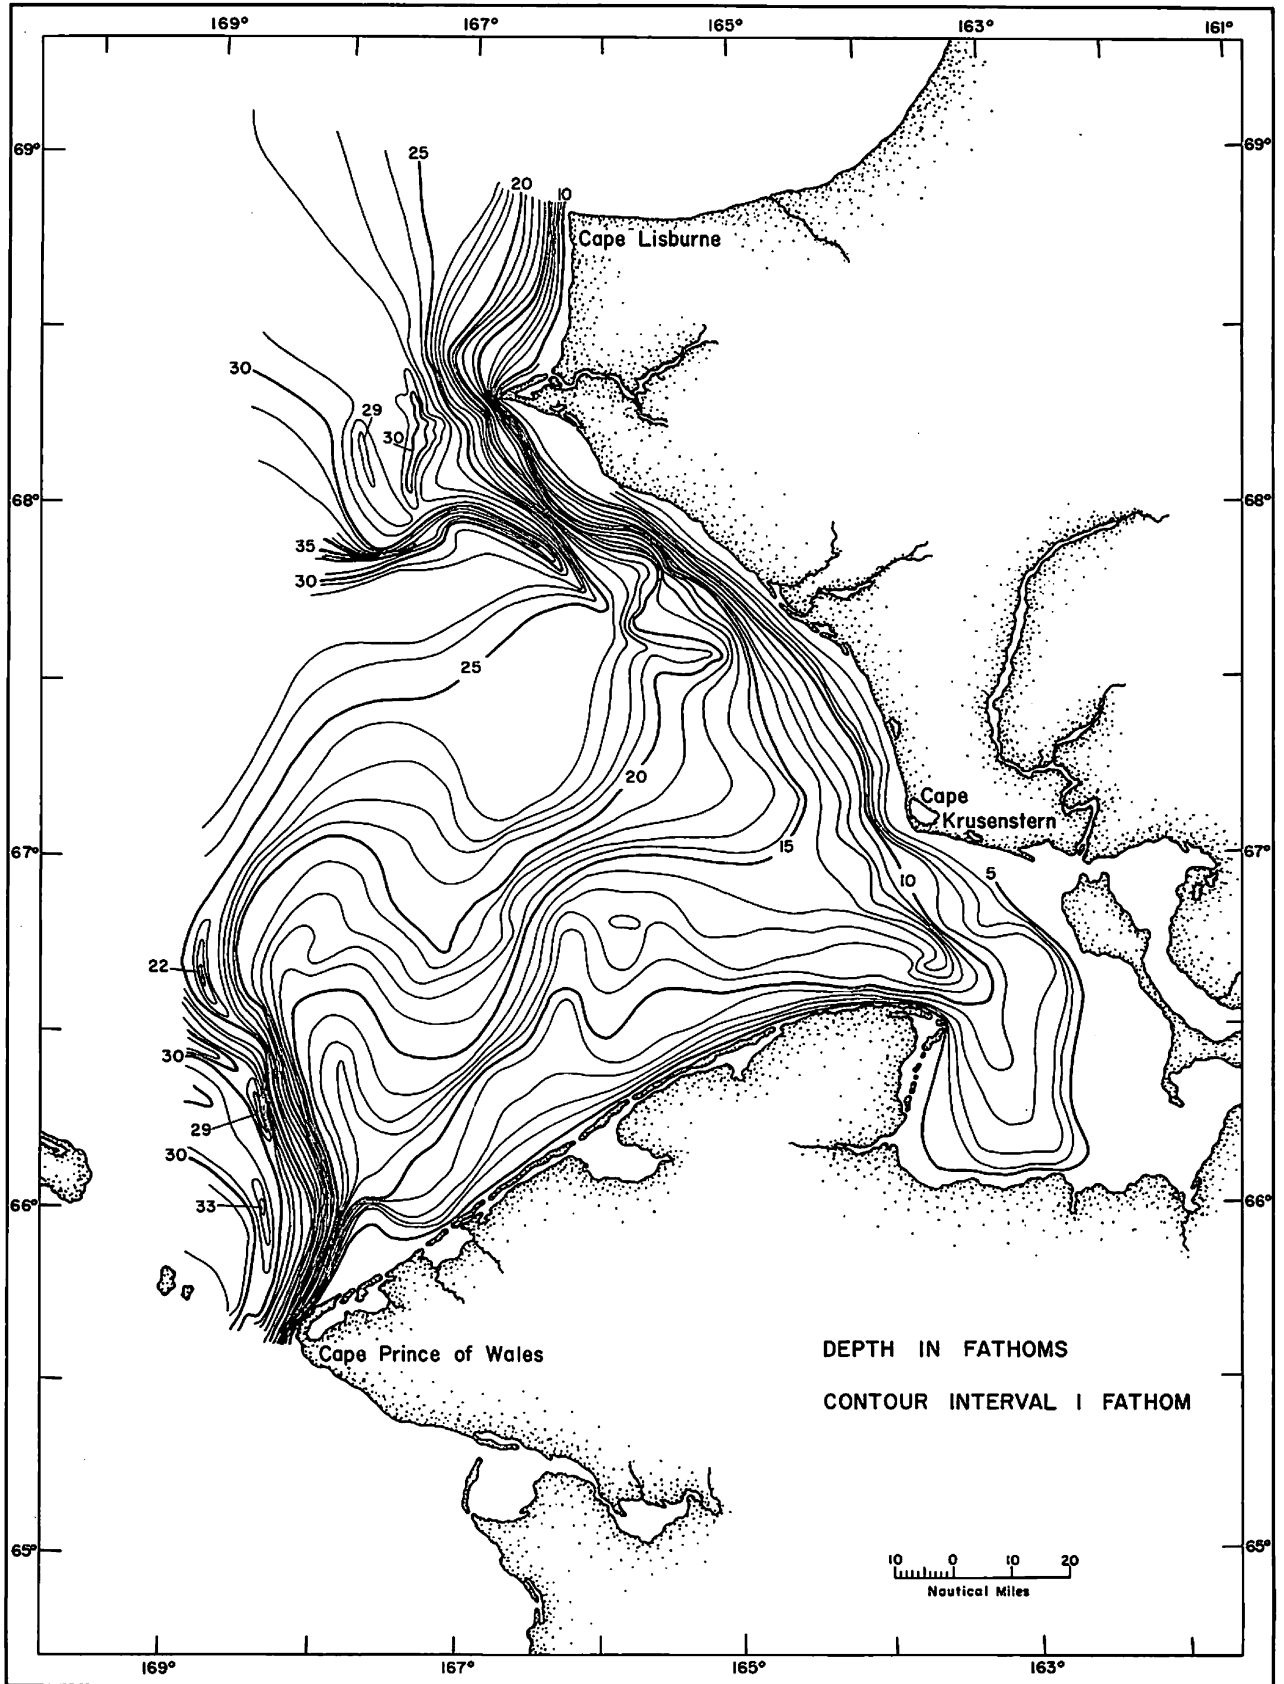 169° 167° 165° 163° 161°
69° 69°
25
20 10
Cape Lisburne
30
29
30
68° 68°
35
30
25
20
Cape
Krusenstern
67° 15 67°
10 5
22
30
29
30
33
66° 66°
Cape Prince of Wales
DEPTH IN FATHOMS
CONTOUR INTERVAL 1 FATHOM
65° 65°
10 0 10 20
Nautical Miles
169° 167° 165° 163°